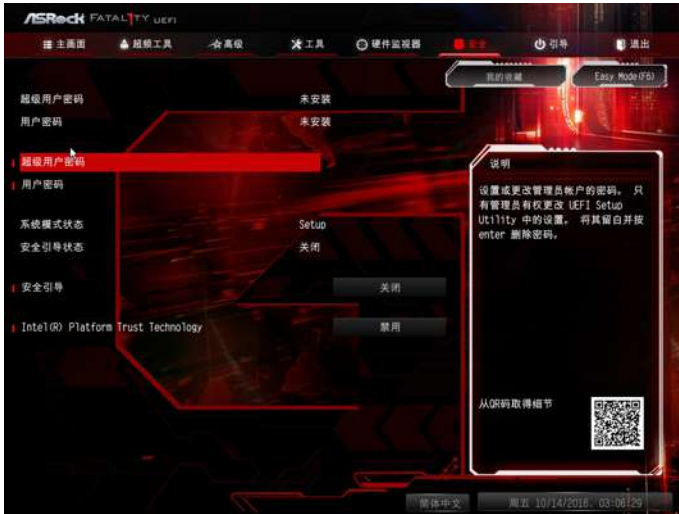 ASRock FATAL1TY UEFI
主画面 超频工具 高级 工具 硬件监视器 安全 引导 退出
我的收藏 Easy Mode(F6)
超级用户密码 未安装
用户密码 未安装
超级用户密码
用户密码
系统模式状态 Setup
安全引导状态 关闭
安全引导 关闭
Intel(R) Platform Trust Technology 禁用
说明
设置或更改管理员帐户的密码。 只
有管理员有权更改 UEFI Setup
Utility 中的设置。 将其留白并按
enter 删除密码。
从QR码取得细节
简体中文 周五 10/14/2016, 03:06:29